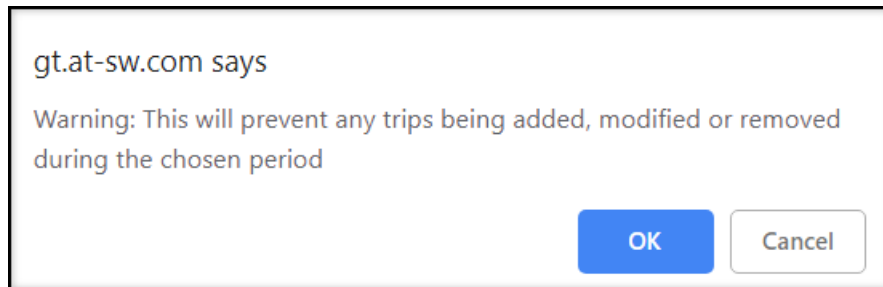 gt.at-sw.com says
Warning: This will prevent any trips being added, modified or removed
during the chosen period
OK
Cancel